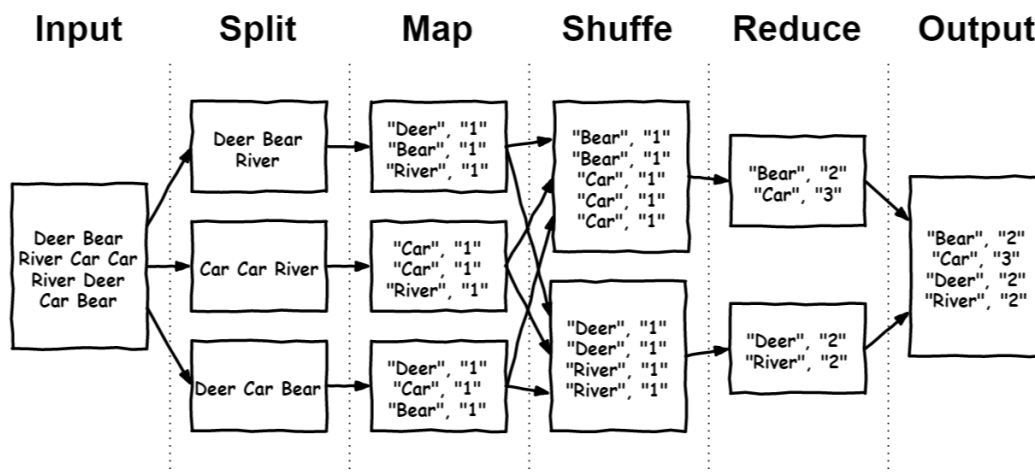 Input
Split
Map
Shuffe
Reduce
Output
Deer Bear
River Car Car
River Deer
Car Bear
Deer Bear
River
Car Car River
Deer Car Bear
"Deer", "1"
"Bear", "1"
"River", "1"
"Car", "1"
"Car", "1"
"River", "1"
"Deer", "1"
"Car", "1"
"Bear", "1"
"Bear", "1"
"Bear", "1"
"Car", "1"
"Car", "1"
"Car", "1"
"Deer", "1"
"Deer", "1"
"River", "1"
"River", "1"
"Bear", "2"
"Car", "3"
"Deer", "2"
"River", "2"
"Bear", "2"
"Car", "3"
"Deer", "2"
"River", "2"